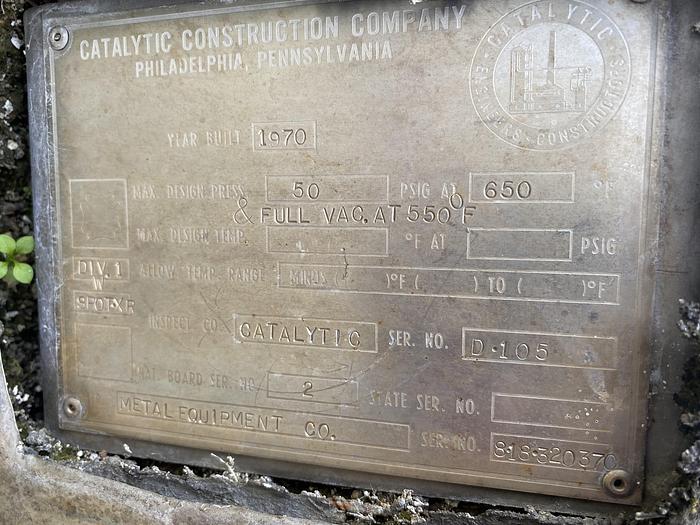 CATALYTIC CONSTRUCTION COMPANY
PHILADELPHIA, PENNSYLVANIA
CATALYTIC
ENGINEERS · CONSTRUCTORS
YEAR BUILT 1970
MAX. DESIGN PRESS. 50 PSIG AT 650 °F
& FULL VAC. AT 550°F
MAX. DESIGN TEMP. °F AT PSIG
DIV. 1
W
SPOT-XR
ALLOW TEMP. RANGE MINUS ( )°F ( ) TO ( )°F
INSPECT CO. CATALYTIC SER. NO. D-105
NAT. BOARD SER. NO. 2 STATE SER. NO.
METAL EQUIPMENT CO. SER. NO. 818-320370